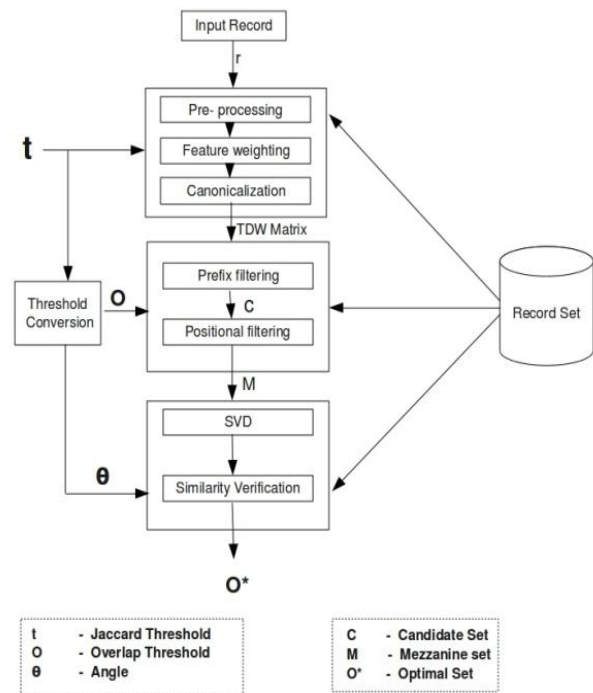 Input Record
r
Pre- processing
t
Feature weighting
Canonicalization
TDW Matrix
Prefix filtering
Threshold
Conversion
O
C
Record Set
Positional filtering
M
SVD
θ
Similarity Verification
O*
t - Jaccard Threshold
O - Overlap Threshold
θ - Angle
C - Candidate Set
M - Mezzanine set
O* - Optimal Set